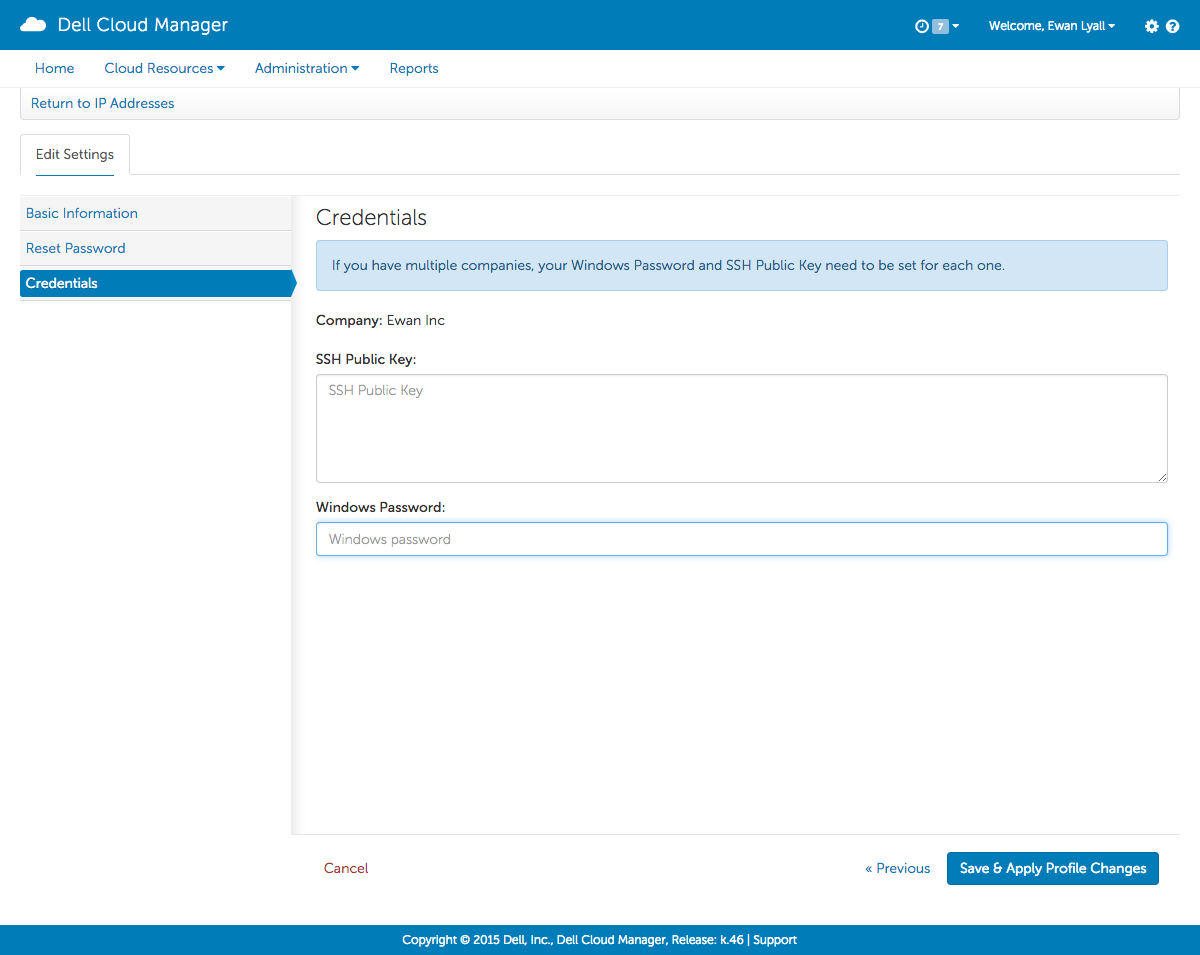 Dell Cloud Manager
7
Welcome, Ewan Lyall
?
Home
Cloud Resources
Administration
Reports
Return to IP Addresses
Edit Settings
Basic Information
Reset Password
Credentials
Credentials
If you have multiple companies, your Windows Password and SSH Public Key need to be set for each one.
Company: Ewan Inc
SSH Public Key:
SSH Public Key
Windows Password:
Windows password
Cancel
« Previous
Save & Apply Profile Changes
Copyright © 2015 Dell, Inc., Dell Cloud Manager, Release: k.46 | Support